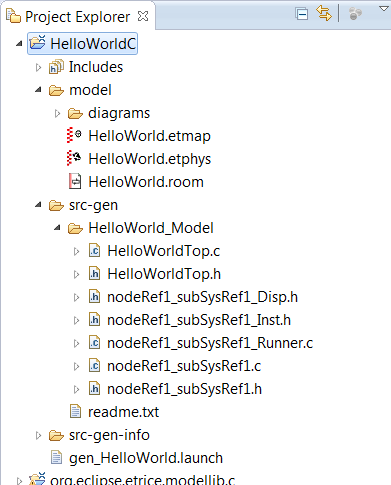 Project Explorer
HelloWorldC
Includes
model
diagrams
HelloWorld.etmap
HelloWorld.etphys
HelloWorld.room
src-gen
HelloWorld_Model
HelloWorldTop.c
HelloWorldTop.h
nodeRef1_subSysRef1_Disp.h
nodeRef1_subSysRef1_Inst.h
nodeRef1_subSysRef1_Runner.c
nodeRef1_subSysRef1.c
nodeRef1_subSysRef1.h
readme.txt
src-gen-info
gen_HelloWorld.launch
org.eclipse.etrice.modellib.c